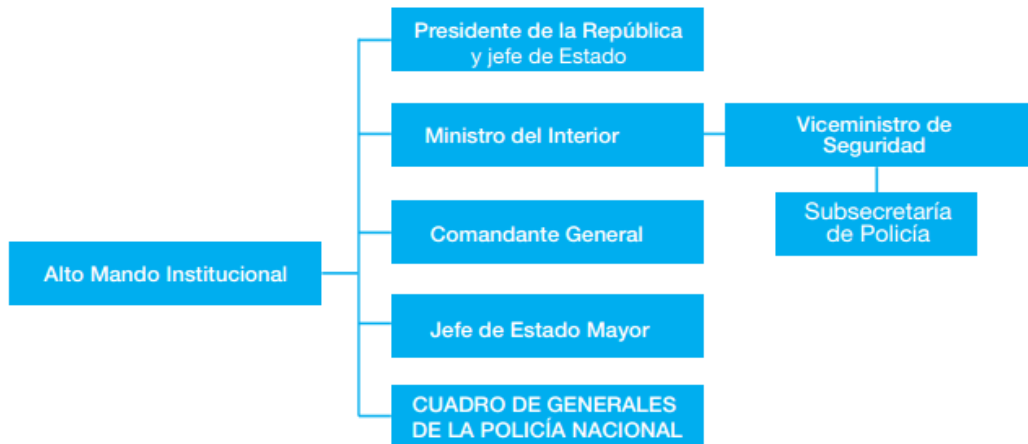 Presidente de la República
y jefe de Estado
Ministro del Interior
Viceministro de
Seguridad
Subsecretaría
de Policía
Comandante General
Alto Mando Institucional
Jefe de Estado Mayor
CUADRO DE GENERALES
DE LA POLICÍA NACIONAL